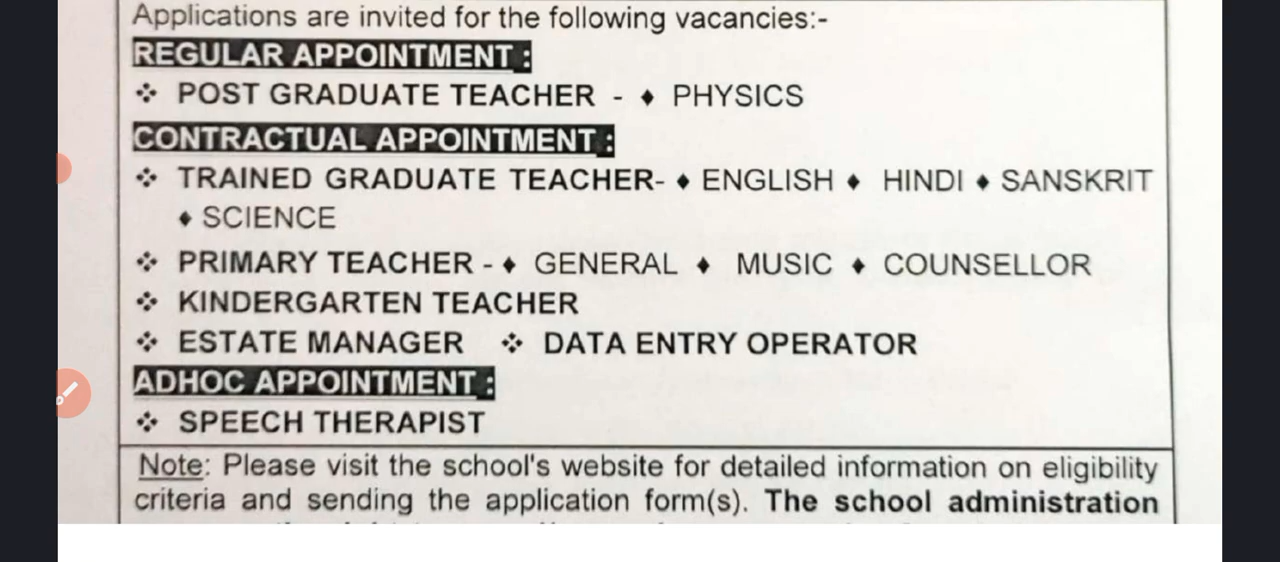 Applications are invited for the following vacancies:-
REGULAR APPOINTMENT :
❖ POST GRADUATE TEACHER - ♦ PHYSICS
CONTRACTUAL APPOINTMENT :
❖ TRAINED GRADUATE TEACHER- ♦ ENGLISH ♦ HINDI ♦ SANSKRIT
♦ SCIENCE
❖ PRIMARY TEACHER - ♦ GENERAL ♦ MUSIC ♦ COUNSELLOR
❖ KINDERGARTEN TEACHER
❖ ESTATE MANAGER ❖ DATA ENTRY OPERATOR
ADHOC APPOINTMENT :
❖ SPEECH THERAPIST
Note: Please visit the school's website for detailed information on eligibility
criteria and sending the application form(s). The school administration